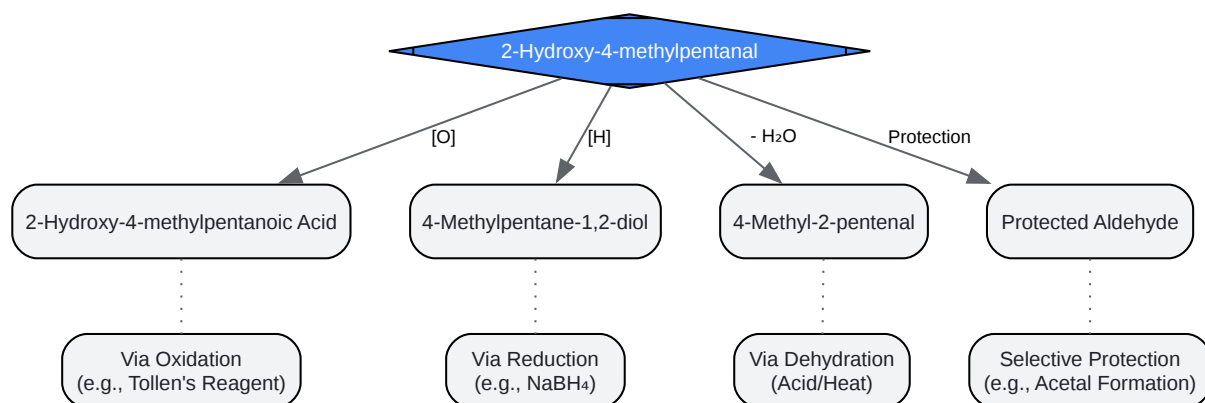 2-Hydroxy-4-methylpentanal
[O]
[H]
- H₂O
Protection
2-Hydroxy-4-methylpentanoic Acid
4-Methylpentane-1,2-diol
4-Methyl-2-pentenal
Protected Aldehyde
Via Oxidation
(e.g., Tollen's Reagent)
Via Reduction
(e.g., NaBH₄)
Via Dehydration
(Acid/Heat)
Selective Protection
(e.g., Acetal Formation)